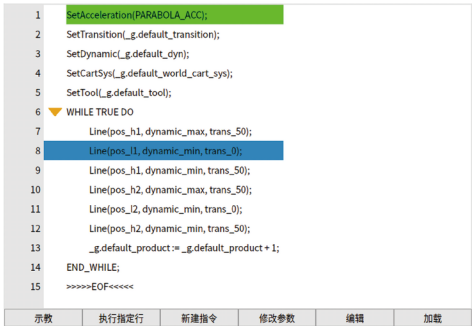 1 SetAcceleration(PARABOLA_ACC);
2 SetTransition(_g.default_transition);
3 SetDynamic(_g.default_dyn);
4 SetCartSys(_g.default_world_cart_sys);
5 SetTool(_g.default_tool);
6 WHILE TRUE DO
7 Line(pos_h1, dynamic_max, trans_50);
8 Line(pos_l1, dynamic_min, trans_0);
9 Line(pos_h1, dynamic_min, trans_50);
10 Line(pos_h2, dynamic_max, trans_50);
11 Line(pos_l2, dynamic_min, trans_0);
12 Line(pos_h2, dynamic_min, trans_50);
13 _g.default_product := _g.default_product + 1;
14 END_WHILE;
15 >>>>>EOF<<<<<
示教 执行指定行 新建指令 修改参数 编辑 加载